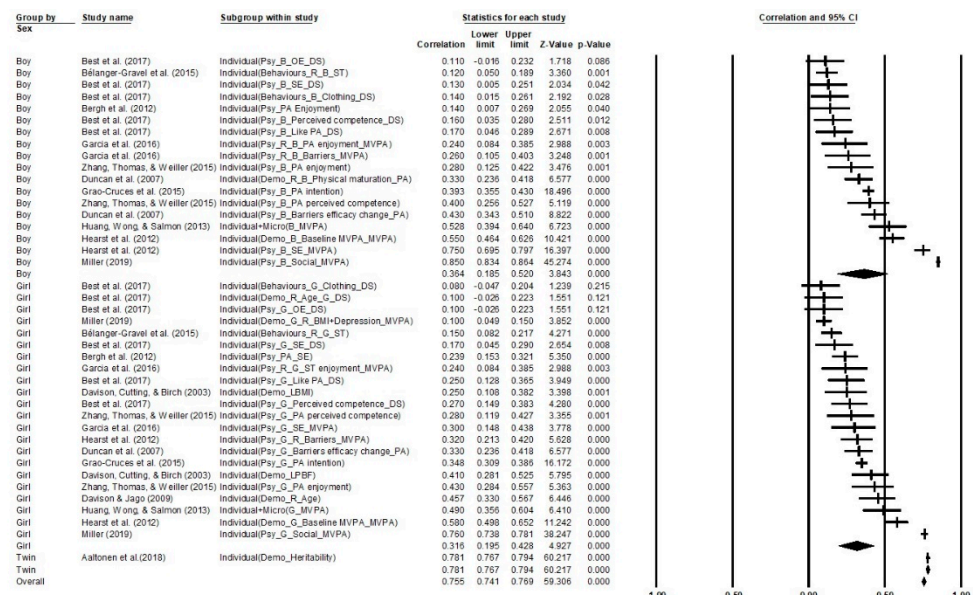 Group by Study name Subgroup within study Statistics for each study Correlation and 95% CI
Sex
Lower Upper
Correlation limit limit Z-Value p-Value
Boy Best et al. (2017) Individual(Psy_B_OE_DS) 0.110 -0.016 0.232 1.718 0.086
Boy Bélanger-Gravel et al. (2015) Individual(Behaviours_R_B_ST) 0.120 0.050 0.189 3.360 0.001
Boy Best et al. (2017) Individual(Psy_B_SE_DS) 0.130 0.005 0.251 2.034 0.042
Boy Best et al. (2017) Individual(Behaviours_B_Clothing_DS) 0.140 0.015 0.261 2.192 0.028
Boy Bergh et al. (2012) Individual(Psy_PA Enjoyment) 0.140 0.007 0.269 2.055 0.040
Boy Best et al. (2017) Individual(Psy_B_Perceived competence_DS) 0.160 0.035 0.280 2.511 0.012
Boy Best et al. (2017) Individual(Psy_B_Like PA_DS) 0.170 0.046 0.289 2.671 0.008
Boy Garcia et al. (2016) Individual(Psy_R_B_PA enjoyment_MVPA) 0.240 0.084 0.385 2.988 0.003
Boy Garcia et al. (2016) Individual(Psy_R_B_Barriers_MVPA) 0.260 0.105 0.403 3.248 0.001
Boy Zhang, Thomas, & Weiller (2015) Individual(Psy_B_PA enjoyment) 0.280 0.125 0.422 3.476 0.001
Boy Duncan et al. (2007) Individual(Demo_R_B_Physical maturation_PA) 0.330 0.236 0.418 6.577 0.000
Boy Grao-Cruces et al. (2015) Individual(Psy_B_PA intention) 0.393 0.355 0.430 18.496 0.000
Boy Zhang, Thomas, & Weiller (2015) Individual(Psy_B_PA perceived competence) 0.400 0.256 0.527 5.119 0.000
Boy Duncan et al. (2007) Individual(Psy_B_Barriers efficacy change_PA) 0.430 0.343 0.510 8.822 0.000
Boy Huang, Wong, & Salmon (2013) Individual+Micro(B_MVPA) 0.528 0.394 0.640 6.723 0.000
Boy Hearst et al. (2012) Individual(Demo_B_Baseline MVPA_MVPA) 0.550 0.464 0.626 10.421 0.000
Boy Hearst et al. (2012) Individual(Psy_B_SE_MVPA) 0.750 0.695 0.797 16.397 0.000
Boy Miller (2019) Individual(Psy_B_Social_MVPA) 0.850 0.834 0.864 45.274 0.000
Boy 0.364 0.185 0.520 3.843 0.000
Girl Best et al. (2017) Individual(Behaviours_G_Clothing_DS) 0.080 -0.047 0.204 1.239 0.215
Girl Best et al. (2017) Individual(Demo_R_Age_G_DS) 0.100 -0.026 0.223 1.551 0.121
Girl Best et al. (2017) Individual(Psy_G_OE_DS) 0.100 -0.026 0.223 1.551 0.121
Girl Miller (2019) Individual(Demo_G_R_BMI+Depression_MVPA) 0.100 0.049 0.150 3.852 0.000
Girl Bélanger-Gravel et al. (2015) Individual(Behaviours_R_G_ST) 0.150 0.082 0.217 4.271 0.000
Girl Best et al. (2017) Individual(Psy_G_SE_DS) 0.170 0.045 0.290 2.654 0.008
Girl Bergh et al. (2012) Individual(Psy_PA_SE) 0.239 0.153 0.321 5.350 0.000
Girl Garcia et al. (2016) Individual(Psy_R_G_ST enjoyment_MVPA) 0.240 0.084 0.385 2.988 0.003
Girl Best et al. (2017) Individual(Psy_G_Like PA_DS) 0.250 0.128 0.365 3.949 0.000
Girl Davison, Cutting, & Birch (2003) Individual(Demo_LBMI) 0.250 0.108 0.382 3.398 0.001
Girl Best et al. (2017) Individual(Psy_G_Perceived competence_DS) 0.270 0.149 0.383 4.280 0.000
Girl Zhang, Thomas, & Weiller (2015) Individual(Psy_G_PA perceived competence) 0.280 0.119 0.427 3.355 0.001
Girl Garcia et al. (2016) Individual(Psy_G_SE_MVPA) 0.300 0.148 0.438 3.778 0.000
Girl Hearst et al. (2012) Individual(Psy_G_R_Barriers_MVPA) 0.320 0.213 0.420 5.628 0.000
Girl Duncan et al. (2007) Individual(Psy_G_Barriers efficacy change_PA) 0.330 0.236 0.418 6.577 0.000
Girl Grao-Cruces et al. (2015) Individual(Psy_G_PA intention) 0.348 0.309 0.386 16.172 0.000
Girl Davison, Cutting, & Birch (2003) Individual(Demo_LPBF) 0.410 0.281 0.525 5.795 0.000
Girl Zhang, Thomas, & Weiller (2015) Individual(Psy_G_PA enjoyment) 0.430 0.284 0.557 5.363 0.000
Girl Davison & Jago (2009) Individual(Demo_R_Age) 0.457 0.330 0.567 6.446 0.000
Girl Huang, Wong, & Salmon (2013) Individual+Micro(G_MVPA) 0.490 0.356 0.604 6.410 0.000
Girl Hearst et al. (2012) Individual(Demo_G_Baseline MVPA_MVPA) 0.580 0.498 0.652 11.242 0.000
Girl Miller (2019) Individual(Psy_G_Social_MVPA) 0.760 0.738 0.781 38.247 0.000
Girl 0.316 0.195 0.428 4.927 0.000
Twin Aaltonen et al.(2018) Individual(Demo_Heritability) 0.781 0.767 0.794 60.217 0.000
Twin 0.781 0.767 0.794 60.217 0.000
Overall 0.755 0.741 0.769 59.306 0.000
-1.00 -0.50 0.00 0.50 1.00